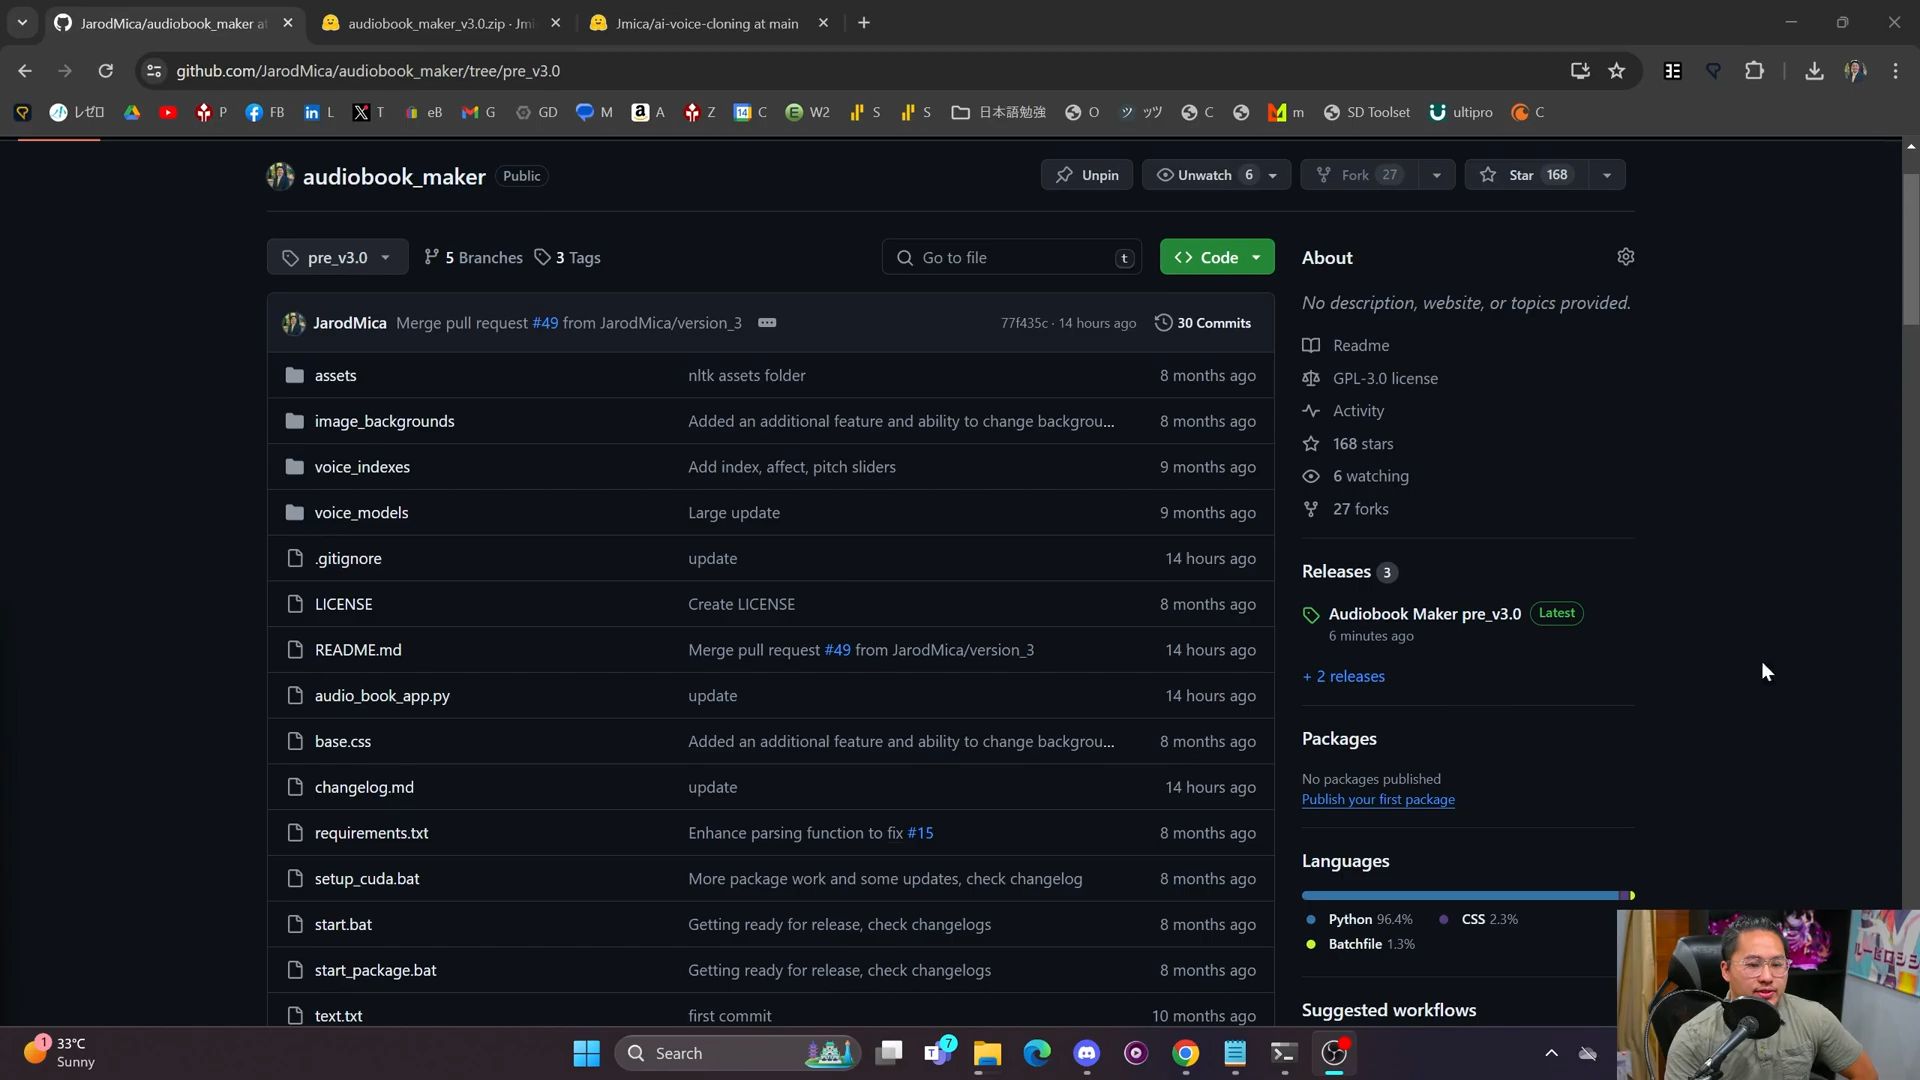 JarodMica/audiobook_maker at
audiobook_maker_v3.0.zip · Jmi
Jmica/ai-voice-cloning at main
github.com/JarodMica/audiobook_maker/tree/pre_v3.0
レゼロ
P
FB
L
T
eB
G
GD
M
A
Z
14
C
W2
S
S
日本語勉強
O
ッツ
C
m
SD Toolset
ultipro
C
audiobook_maker
Public
Unpin
Unwatch 6
Fork 27
Star 168
pre_v3.0
5 Branches
3 Tags
Go to file
t
Code
JarodMica Merge pull request #49 from JarodMica/version_3
77f435c · 14 hours ago
30 Commits
assets nltk assets folder 8 months ago
image_backgrounds Added an additional feature and ability to change backgrou... 8 months ago
voice_indexes Add index, affect, pitch sliders 9 months ago
voice_models Large update 9 months ago
.gitignore update 14 hours ago
LICENSE Create LICENSE 8 months ago
README.md Merge pull request #49 from JarodMica/version_3 14 hours ago
audio_book_app.py update 14 hours ago
base.css Added an additional feature and ability to change backgrou... 8 months ago
changelog.md update 14 hours ago
requirements.txt Enhance parsing function to fix #15 8 months ago
setup_cuda.bat More package work and some updates, check changelog 8 months ago
start.bat Getting ready for release, check changelogs 8 months ago
start_package.bat Getting ready for release, check changelogs 8 months ago
text.txt first commit 10 months ago
About
No description, website, or topics provided.
Readme
GPL-3.0 license
Activity
168 stars
6 watching
27 forks
Releases 3
Audiobook Maker pre_v3.0 Latest
6 minutes ago
+ 2 releases
Packages
No packages published
Publish your first package
Languages
Python 96.4%
CSS 2.3%
Batchfile 1.3%
Suggested workflows
1
33°C
Sunny
Search
T
7